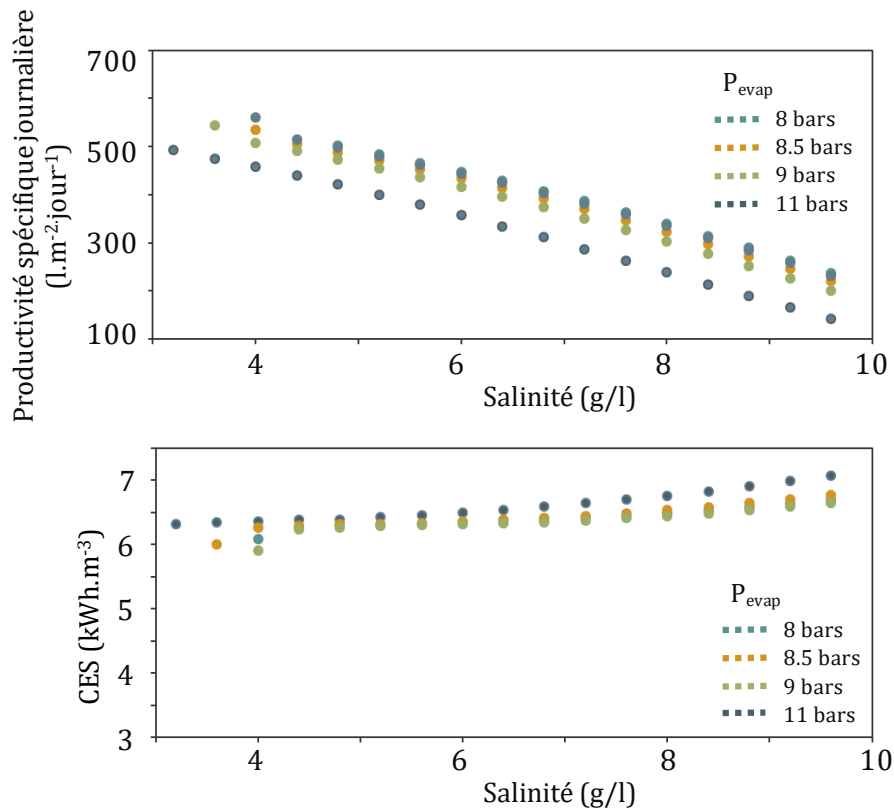 Productivité spécifique journalière
(l.m⁻²·jour⁻¹)
700
500
300
100
P_evap
8 bars
8.5 bars
9 bars
11 bars
4 6 8 10
Salinité (g/l)
CES (kWh.m⁻³)
7
6
5
4
3
P_evap
8 bars
8.5 bars
9 bars
11 bars
4 6 8 10
Salinité (g/l)